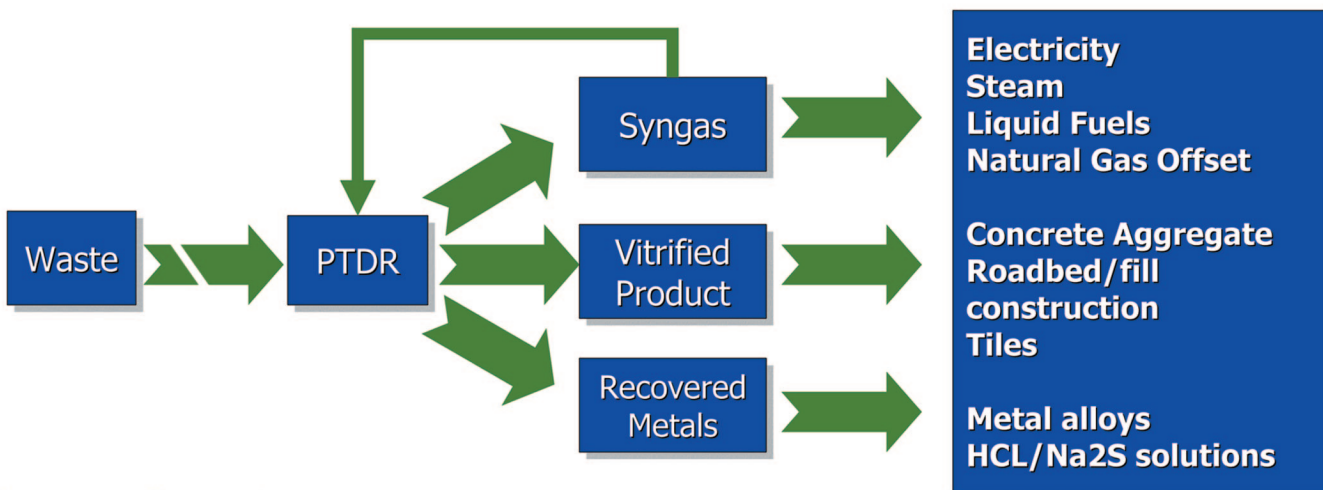 Waste
PTDR
Syngas
Vitrified
Product
Recovered
Metals
Electricity
Steam
Liquid Fuels
Natural Gas Offset
Concrete Aggregate
Roadbed/fill
construction
Tiles
Metal alloys
HCL/Na2S solutions